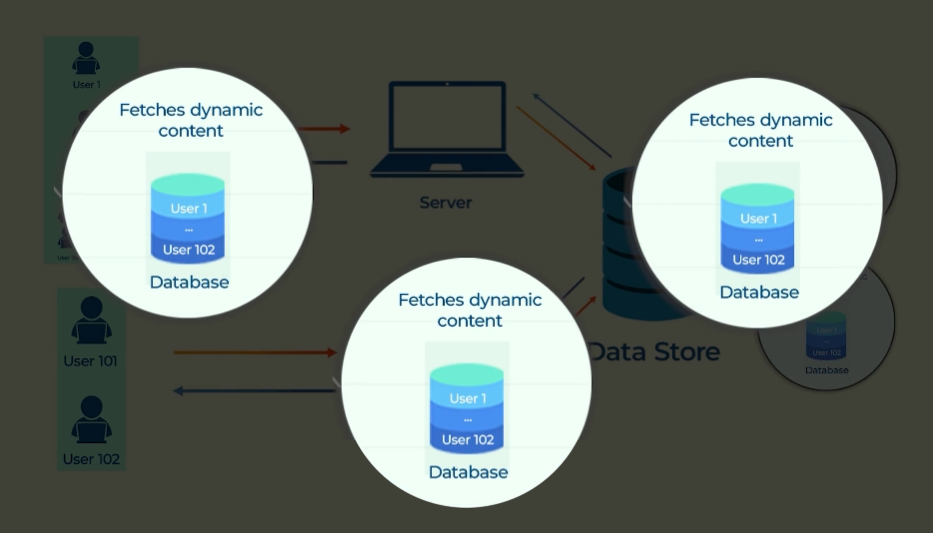 User 1
Fetches dynamic
content
User 1
...
User 102
Database
Server
Fetches dynamic
content
User 1
...
User 102
Database
User 101
User 102
Fetches dynamic
content
User 1
...
User 102
Database
Data Store
User 1
...
User 102
Database